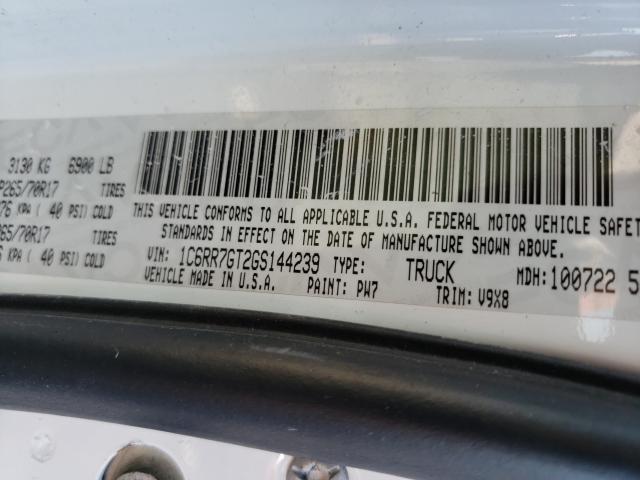 3130 KG 6900 LB
P265/70R17 TIRES
76 KPA ( 40 PSI) COLD
265/70R17 TIRES
KPA ( 40 PSI) COLD
THIS VEHICLE CONFORMS TO ALL APPLICABLE U.S.A. FEDERAL MOTOR VEHICLE SAFET
STANDARDS IN EFFECT ON THE DATE OF MANUFACTURE SHOWN ABOVE.
VIN: 1C6RR7GT2GS144239 TYPE: TRUCK MDH: 100722 5
VEHICLE MADE IN U.S.A. PAINT: PW7 TRIM: V9X8